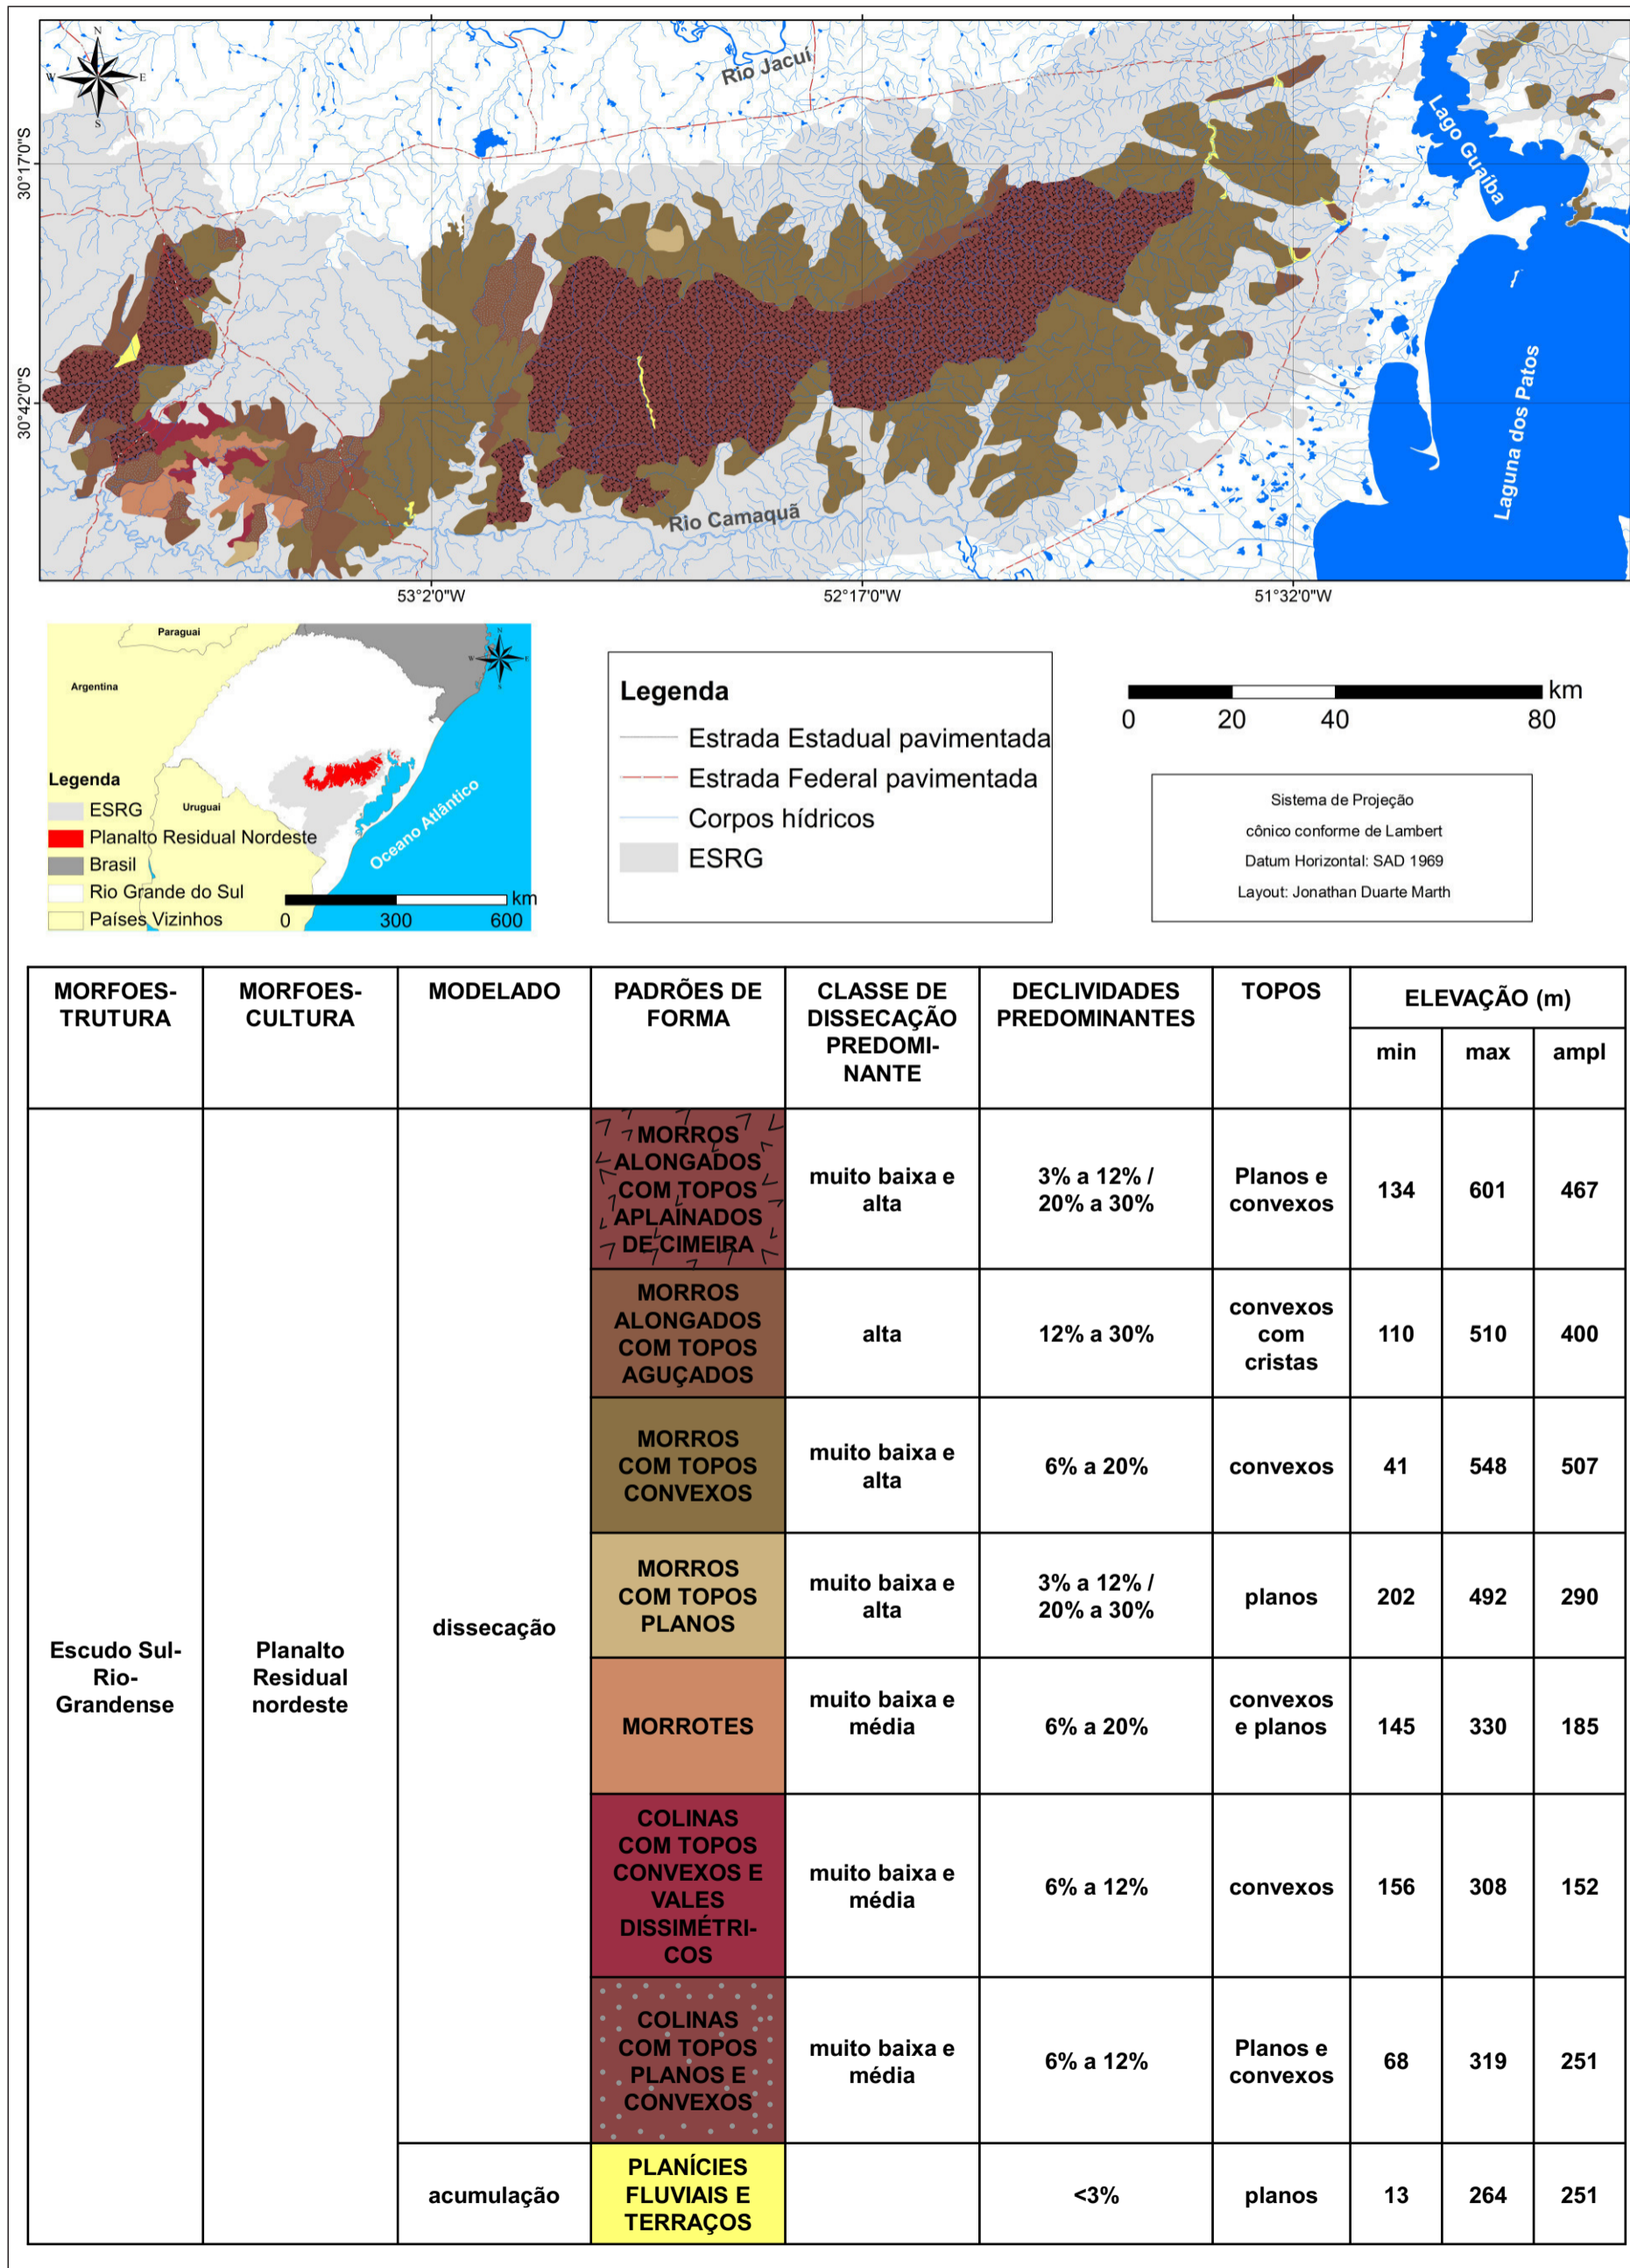 N
W
E
S
Rio Jacuí
Lago Guaíba
30°17'0"S
30°42'0"S
Rio Camaquã
Laguna dos Patos
53°2'0"W
52°17'0"W
51°32'0"W
Paraguai
N
W
E
S
Argentina
Uruguai
Oceano Atlântico
Legenda
ESRG
Planalto Residual Nordeste
Brasil
Rio Grande do Sul
Países Vizinhos
km
0 300 600
Legenda
Estrada Estadual pavimentada
Estrada Federal pavimentada
Corpos hídricos
ESRG
km
0 20 40 80
Sistema de Projeção
cônico conforme de Lambert
Datum Horizontal: SAD 1969
Layout: Jonathan Duarte Marth
MORFOES-
TRUTURA
MORFOES-
CULTURA
MODELADO
PADRÕES DE
FORMA
CLASSE DE
DISSECAÇÃO
PREDOMI-
NANTE
DECLIVIDADES
PREDOMINANTES
TOPOS
ELEVAÇÃO (m)
min
max
ampl
Escudo Sul-
Rio-
Grandense
Planalto
Residual
nordeste
dissecação
MORROS
ALONGADOS
COM TOPOS
APLAINADOS
DE CIMEIRA
muito baixa e
alta
3% a 12% /
20% a 30%
Planos e
convexos
134
601
467
MORROS
ALONGADOS
COM TOPOS
AGUÇADOS
alta
12% a 30%
convexos
com
cristas
110
510
400
MORROS
COM TOPOS
CONVEXOS
muito baixa e
alta
6% a 20%
convexos
41
548
507
MORROS
COM TOPOS
PLANOS
muito baixa e
alta
3% a 12% /
20% a 30%
planos
202
492
290
MORROTES
muito baixa e
média
6% a 20%
convexos
e planos
145
330
185
COLINAS
COM TOPOS
CONVEXOS E
VALES
DISSIMÉTRI-
COS
muito baixa e
média
6% a 12%
convexos
156
308
152
COLINAS
COM TOPOS
PLANOS E
CONVEXOS
muito baixa e
média
6% a 12%
Planos e
convexos
68
319
251
acumulação
PLANÍCIES
FLUVIAIS E
TERRAÇOS
<3%
planos
13
264
251